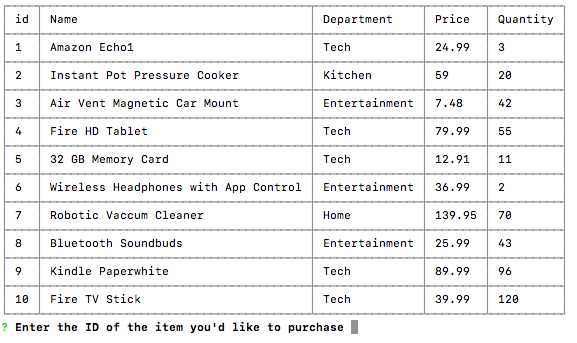 id Name Department Price Quantity
1 Amazon Echo1 Tech 24.99 3
2 Instant Pot Pressure Cooker Kitchen 59 20
3 Air Vent Magnetic Car Mount Entertainment 7.48 42
4 Fire HD Tablet Tech 79.99 55
5 32 GB Memory Card Tech 12.91 11
6 Wireless Headphones with App Control Entertainment 36.99 2
7 Robotic Vaccum Cleaner Home 139.95 70
8 Bluetooth Soundbuds Entertainment 25.99 43
9 Kindle Paperwhite Tech 89.99 96
10 Fire TV Stick Tech 39.99 120
? Enter the ID of the item you'd like to purchase